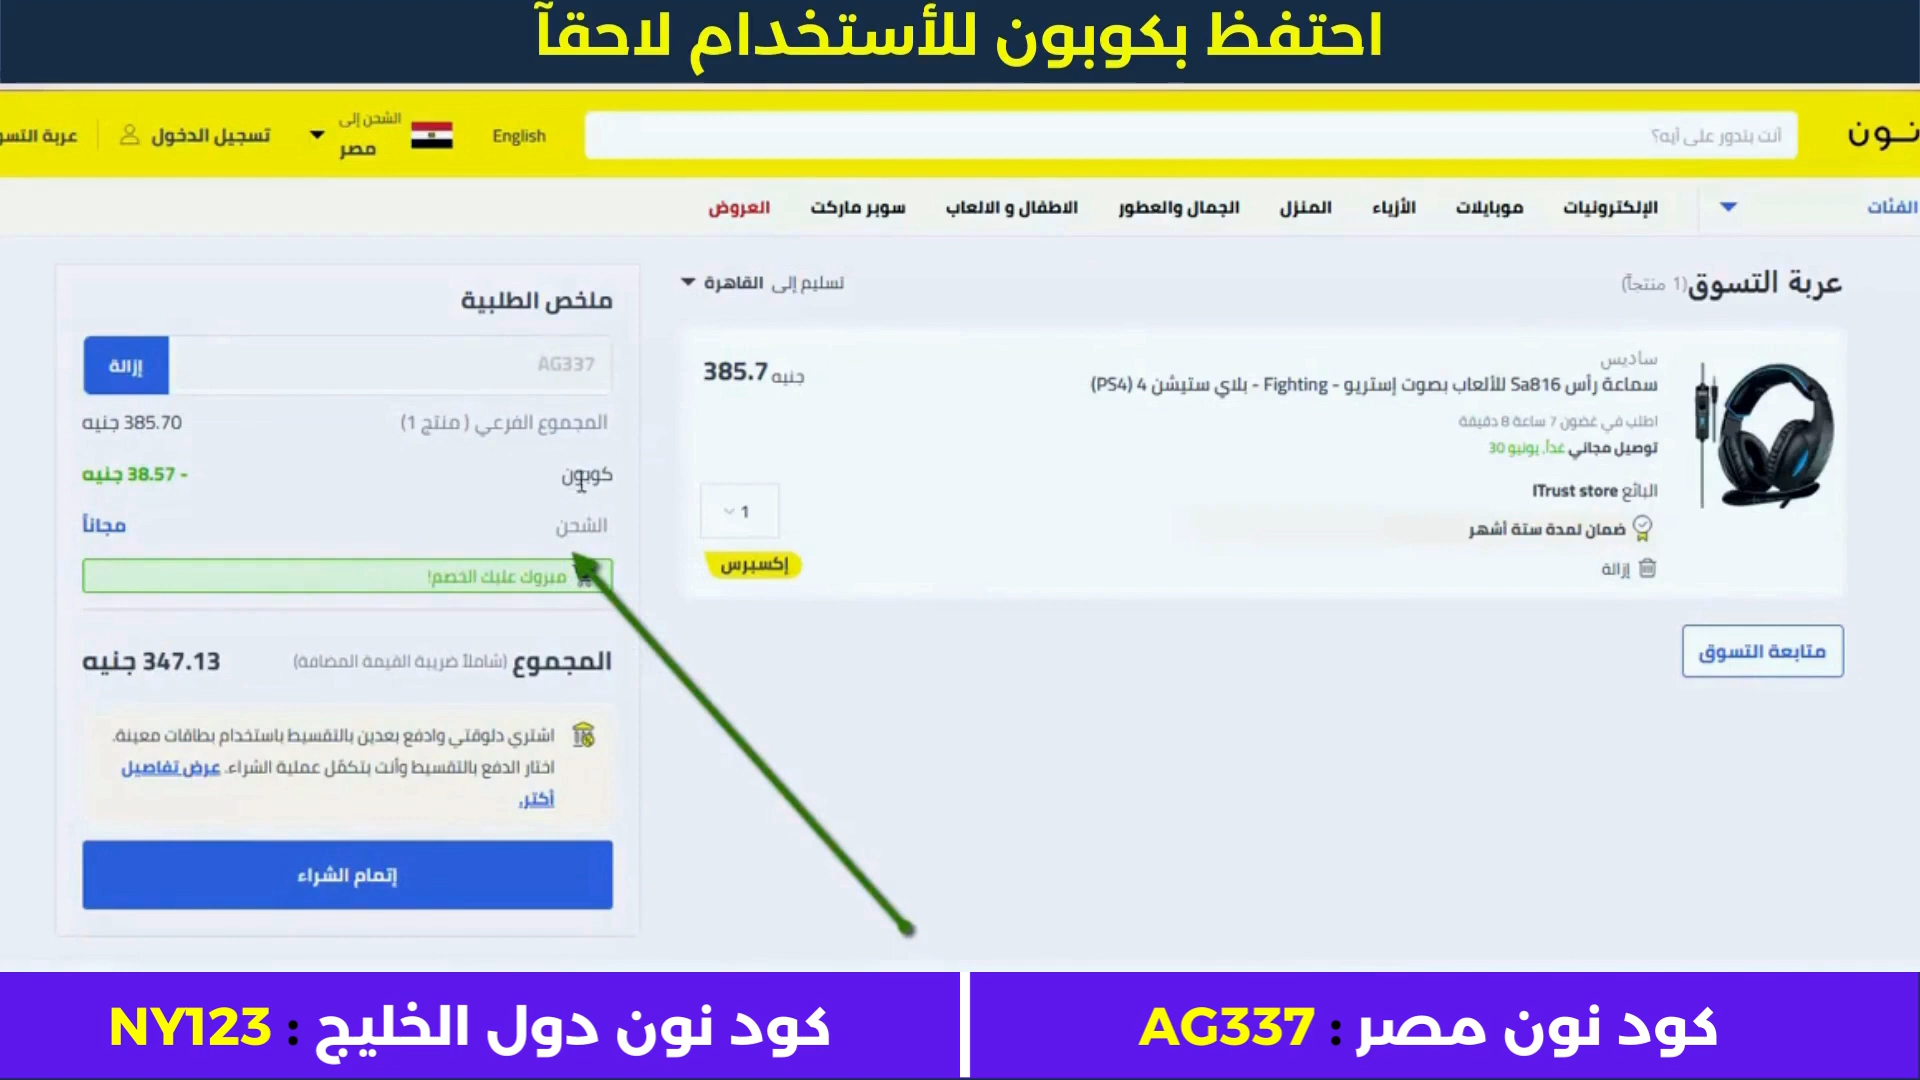 احتفظ بكوبون للأستخدام لاحقاً
نون
أنت بتدور على أيه؟
English
الشحن إلى
مصر
تسجيل الدخول
عربة التسو
الفئات
الإلكترونيات
موبايلات
الأزياء
المنزل
الجمال والعطور
الاطفال و الالعاب
سوبر ماركت
العروض
عربة التسوق (1 منتجاً)
تسليم إلى القاهرة
ساديس
سماعة رأس Sa816 للألعاب بصوت إستريو - Fighting - بلاي ستيشن 4 (PS4)
385.7 جنيه
اطلب في غضون 7 ساعة 8 دقيقة
توصيل مجاني غداً, يونيو 30
البائع ITrust store
ضمان لمدة ستة أشهر
إزالة
1
إكسبرس
متابعة التسوق
ملخص الطلبية
AG337
إزالة
المجموع الفرعي ( منتج 1)
385.70 جنيه
كوبون
- 38.57 جنيه
الشحن
مجاناً
مبروك عليك الخصم!
المجموع (شاملاً ضريبة القيمة المضافة)
347.13 جنيه
اشتري دلوقتي وادفع بعدين بالتقسيط باستخدام بطاقات معينة.
اختار الدفع بالتقسيط وأنت بتكمّل عملية الشراء. عرض تفاصيل
أكتر.
إتمام الشراء
كود نون مصر : AG337
كود نون دول الخليج : NY123